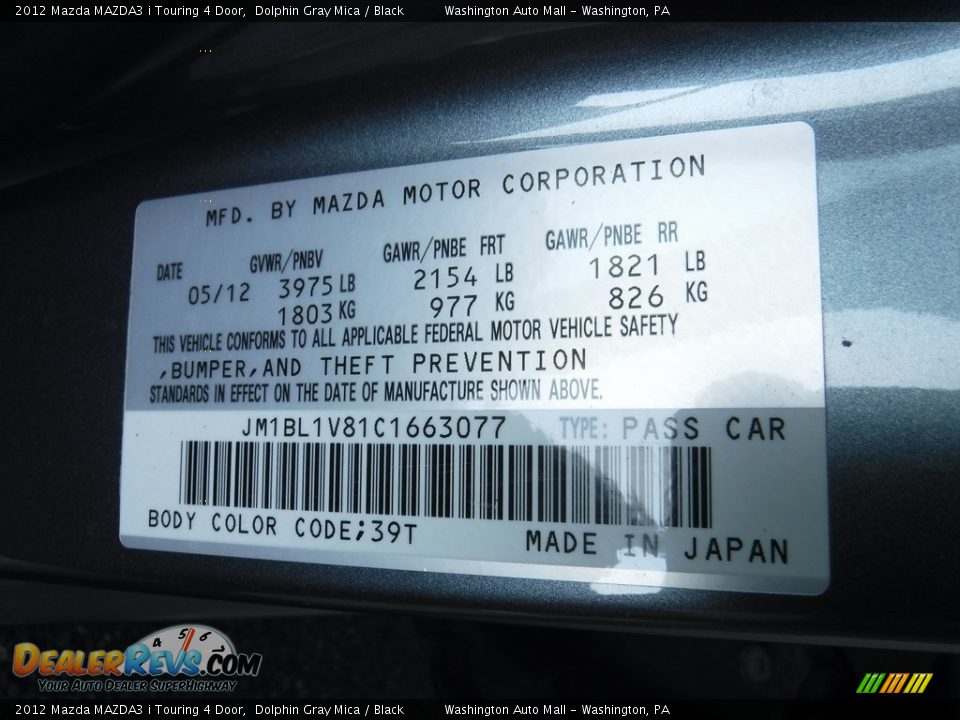 2012 Mazda MAZDA3 i Touring 4 Door, Dolphin Gray Mica / Black Washington Auto Mall - Washington, PA
MFD. BY MAZDA MOTOR CORPORATION
DATE GVWR/PNBV GAWR/PNBE FRT GAWR/PNBE RR
05/12 3975 LB 2154 LB 1821 LB
1803 KG 977 KG 826 KG
THIS VEHICLE CONFORMS TO ALL APPLICABLE FEDERAL MOTOR VEHICLE SAFETY
,BUMPER,AND THEFT PREVENTION
STANDARDS IN EFFECT ON THE DATE OF MANUFACTURE SHOWN ABOVE.
JM1BL1V81C1663077 TYPE: PASS CAR
BODY COLOR CODE;39T MADE IN JAPAN
4 5 6
DEALERREVS.COM
YOUR AUTO DEALER SUPERHIGHWAY
2012 Mazda MAZDA3 i Touring 4 Door, Dolphin Gray Mica / Black Washington Auto Mall - Washington, PA